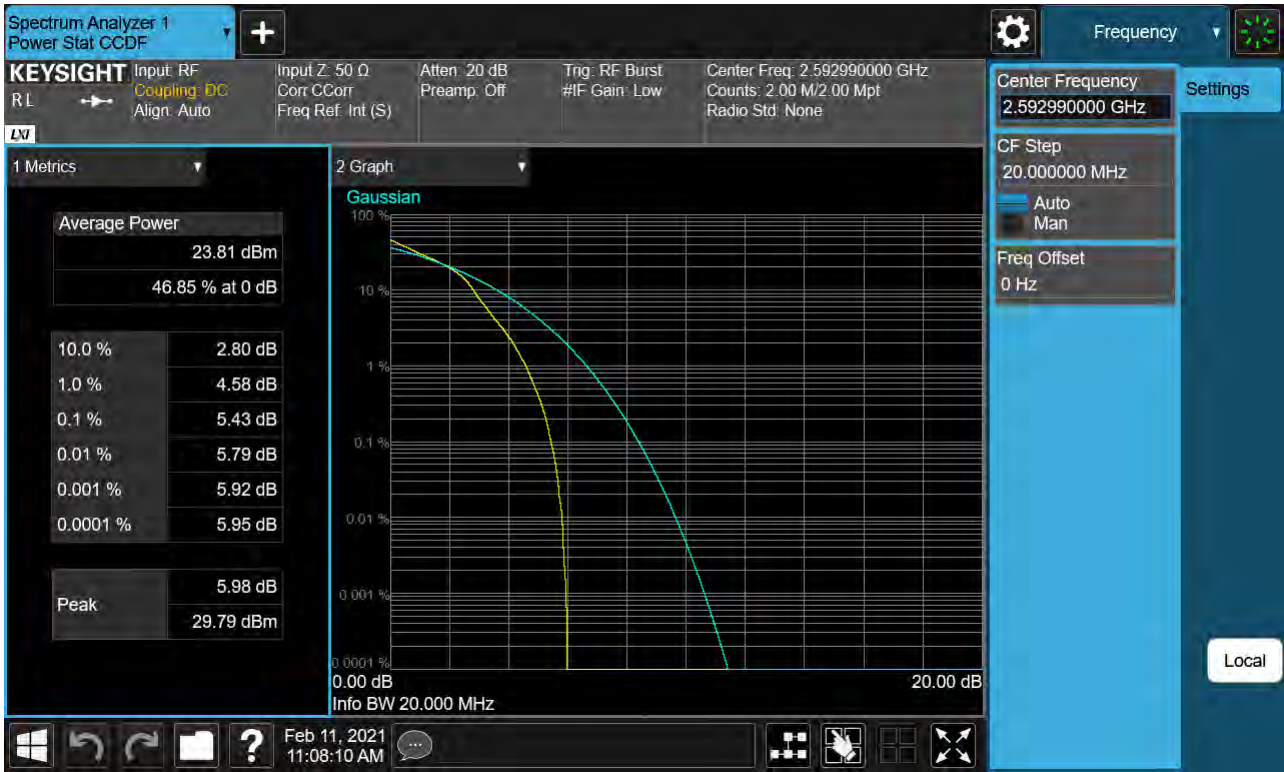 Spectrum Analyzer 1
Power Stat CCDF
+
Frequency
KEYSIGHT
Input: RF
Input Z: 50 Ω
Atten: 20 dB
Trig: RF Burst
Center Freq: 2.592990000 GHz
R L
Coupling: DC
Corr CCorr
Preamp: Off
#IF Gain: Low
Counts: 2.00 M/2.00 Mpt
Align: Auto
Freq Ref: Int (S)
Radio Std: None
LXI
Center Frequency
2.592990000 GHz
Settings
CF Step
20.000000 MHz
Auto
Man
Freq Offset
0 Hz
1 Metrics
Average Power
23.81 dBm
46.85 % at 0 dB
10.0 % 2.80 dB
1.0 % 4.58 dB
0.1 % 5.43 dB
0.01 % 5.79 dB
0.001 % 5.92 dB
0.0001 % 5.95 dB
Peak
5.98 dB
29.79 dBm
2 Graph
Gaussian
100 %
10 %
1 %
0.1 %
0.01 %
0.001 %
0.0001 %
0.00 dB
20.00 dB
Info BW 20.000 MHz
Local
?
Feb 11, 2021
11:08:10 AM